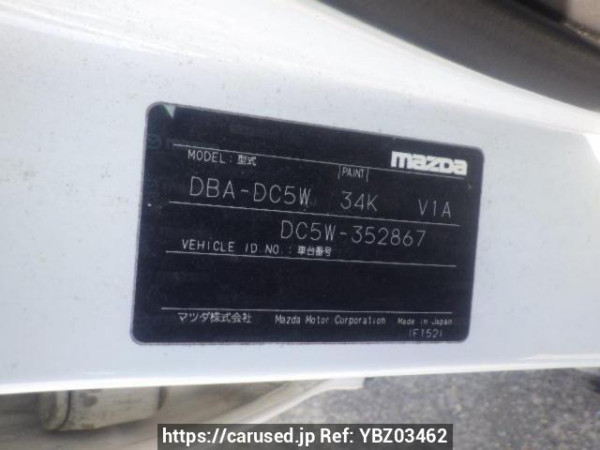 mazda
MODEL: 型式 PAINT
DBA-DC5W 34K V1A
DC5W-352867
VEHICLE ID NO.: 車台番号
マツダ株式会社 Mazda Motor Corporation Made in Japan
(F152)
https://carused.jp Ref: YBZ03462